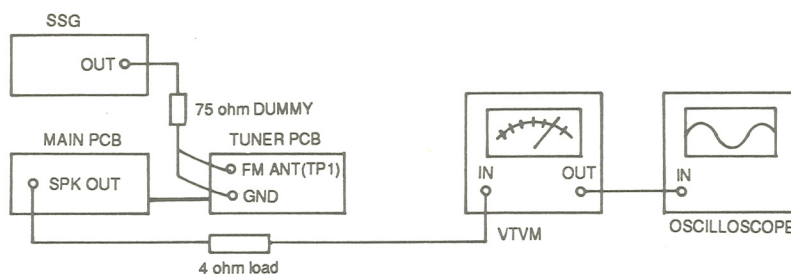 SSG
OUT
75 ohm DUMMY
MAIN PCB
TUNER PCB
SPK OUT
FM ANT(TP1)
GND
4 ohm load
IN
OUT
VTVM
IN
OSCILLOSCOPE